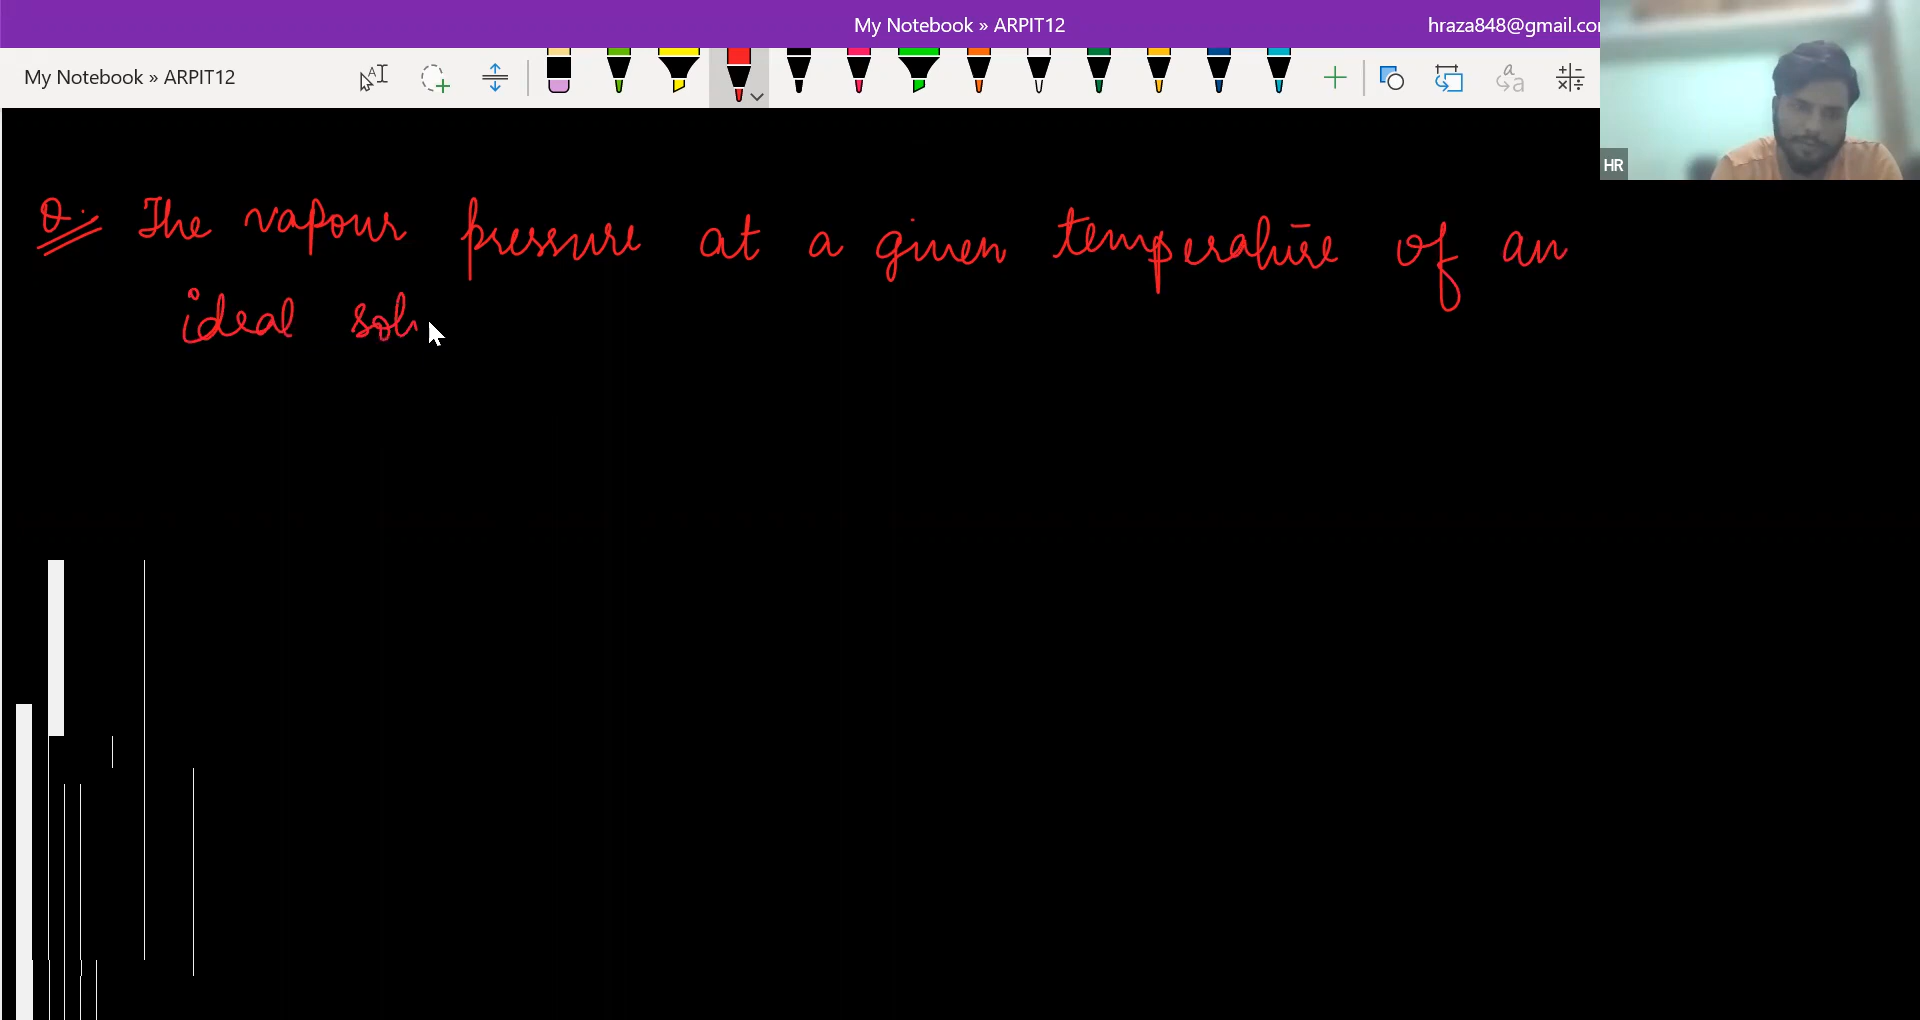 My Notebook » ARPIT12
hraza848@gmail.co
My Notebook » ARPIT12
HR
Q. The vapour pressure at a given temperature of an
ideal sol